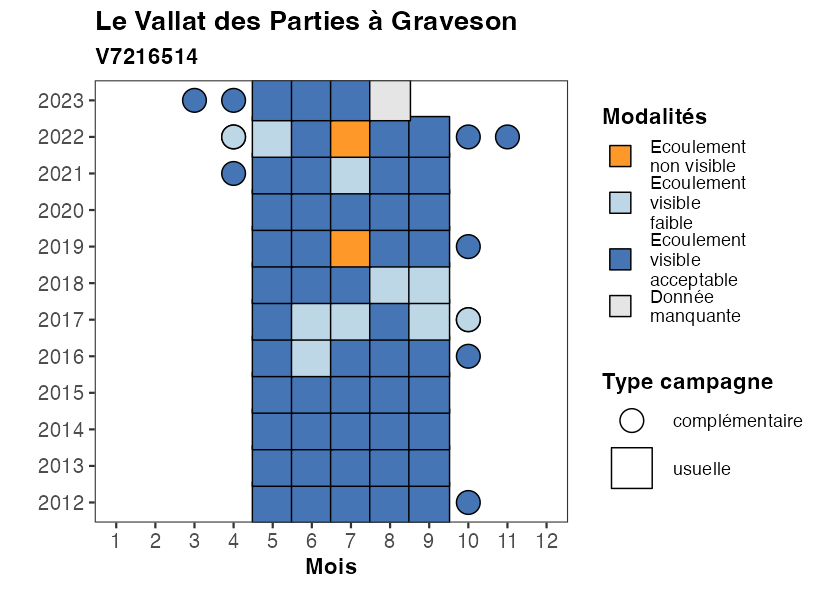 Le Vallat des Parties à Graveson
V7216514
2023
2022
2021
2020
2019
2018
2017
2016
2015
2014
2013
2012
1 2 3 4 5 6 7 8 9 10 11 12
Mois
Modalités
Ecoulement
non visible
Ecoulement
visible
faible
Ecoulement
visible
acceptable
Donnée
manquante
Type campagne
complémentaire
usuelle